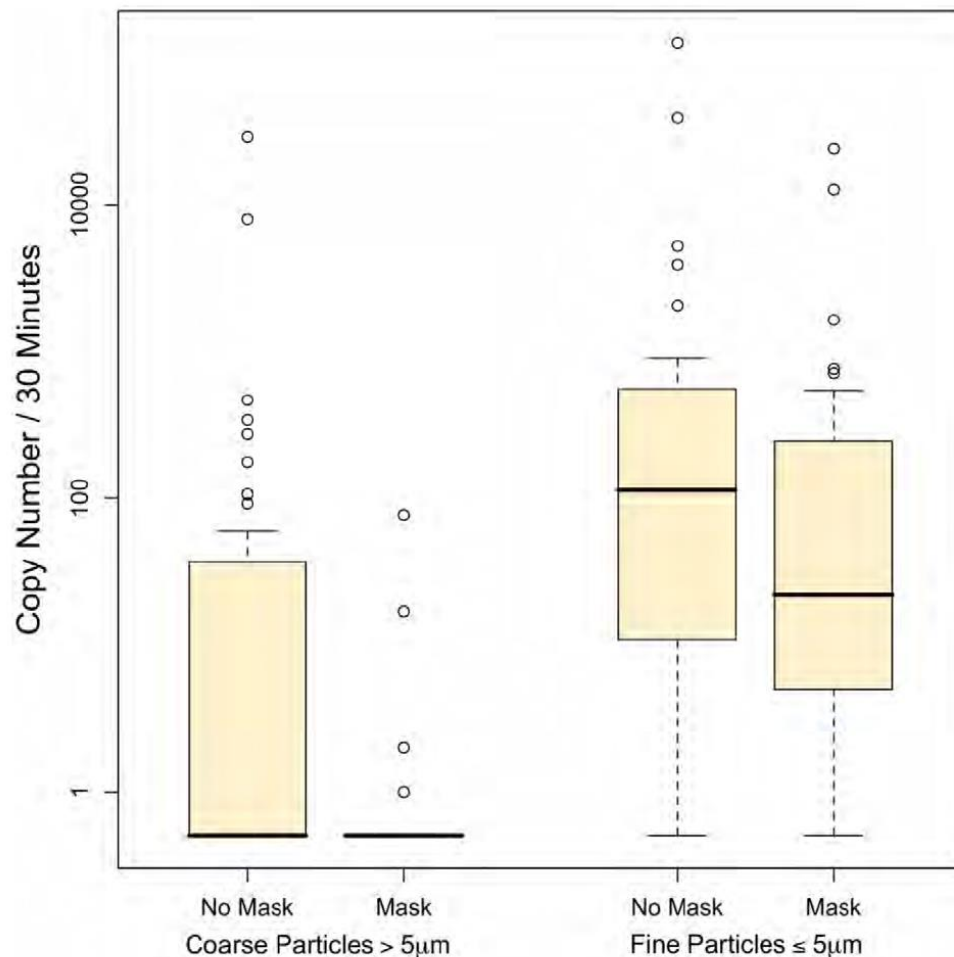 Copy Number / 30 Minutes
10000
100
1
No Mask
Mask
No Mask
Mask
Coarse Particles > 5μm
Fine Particles ≤ 5μm